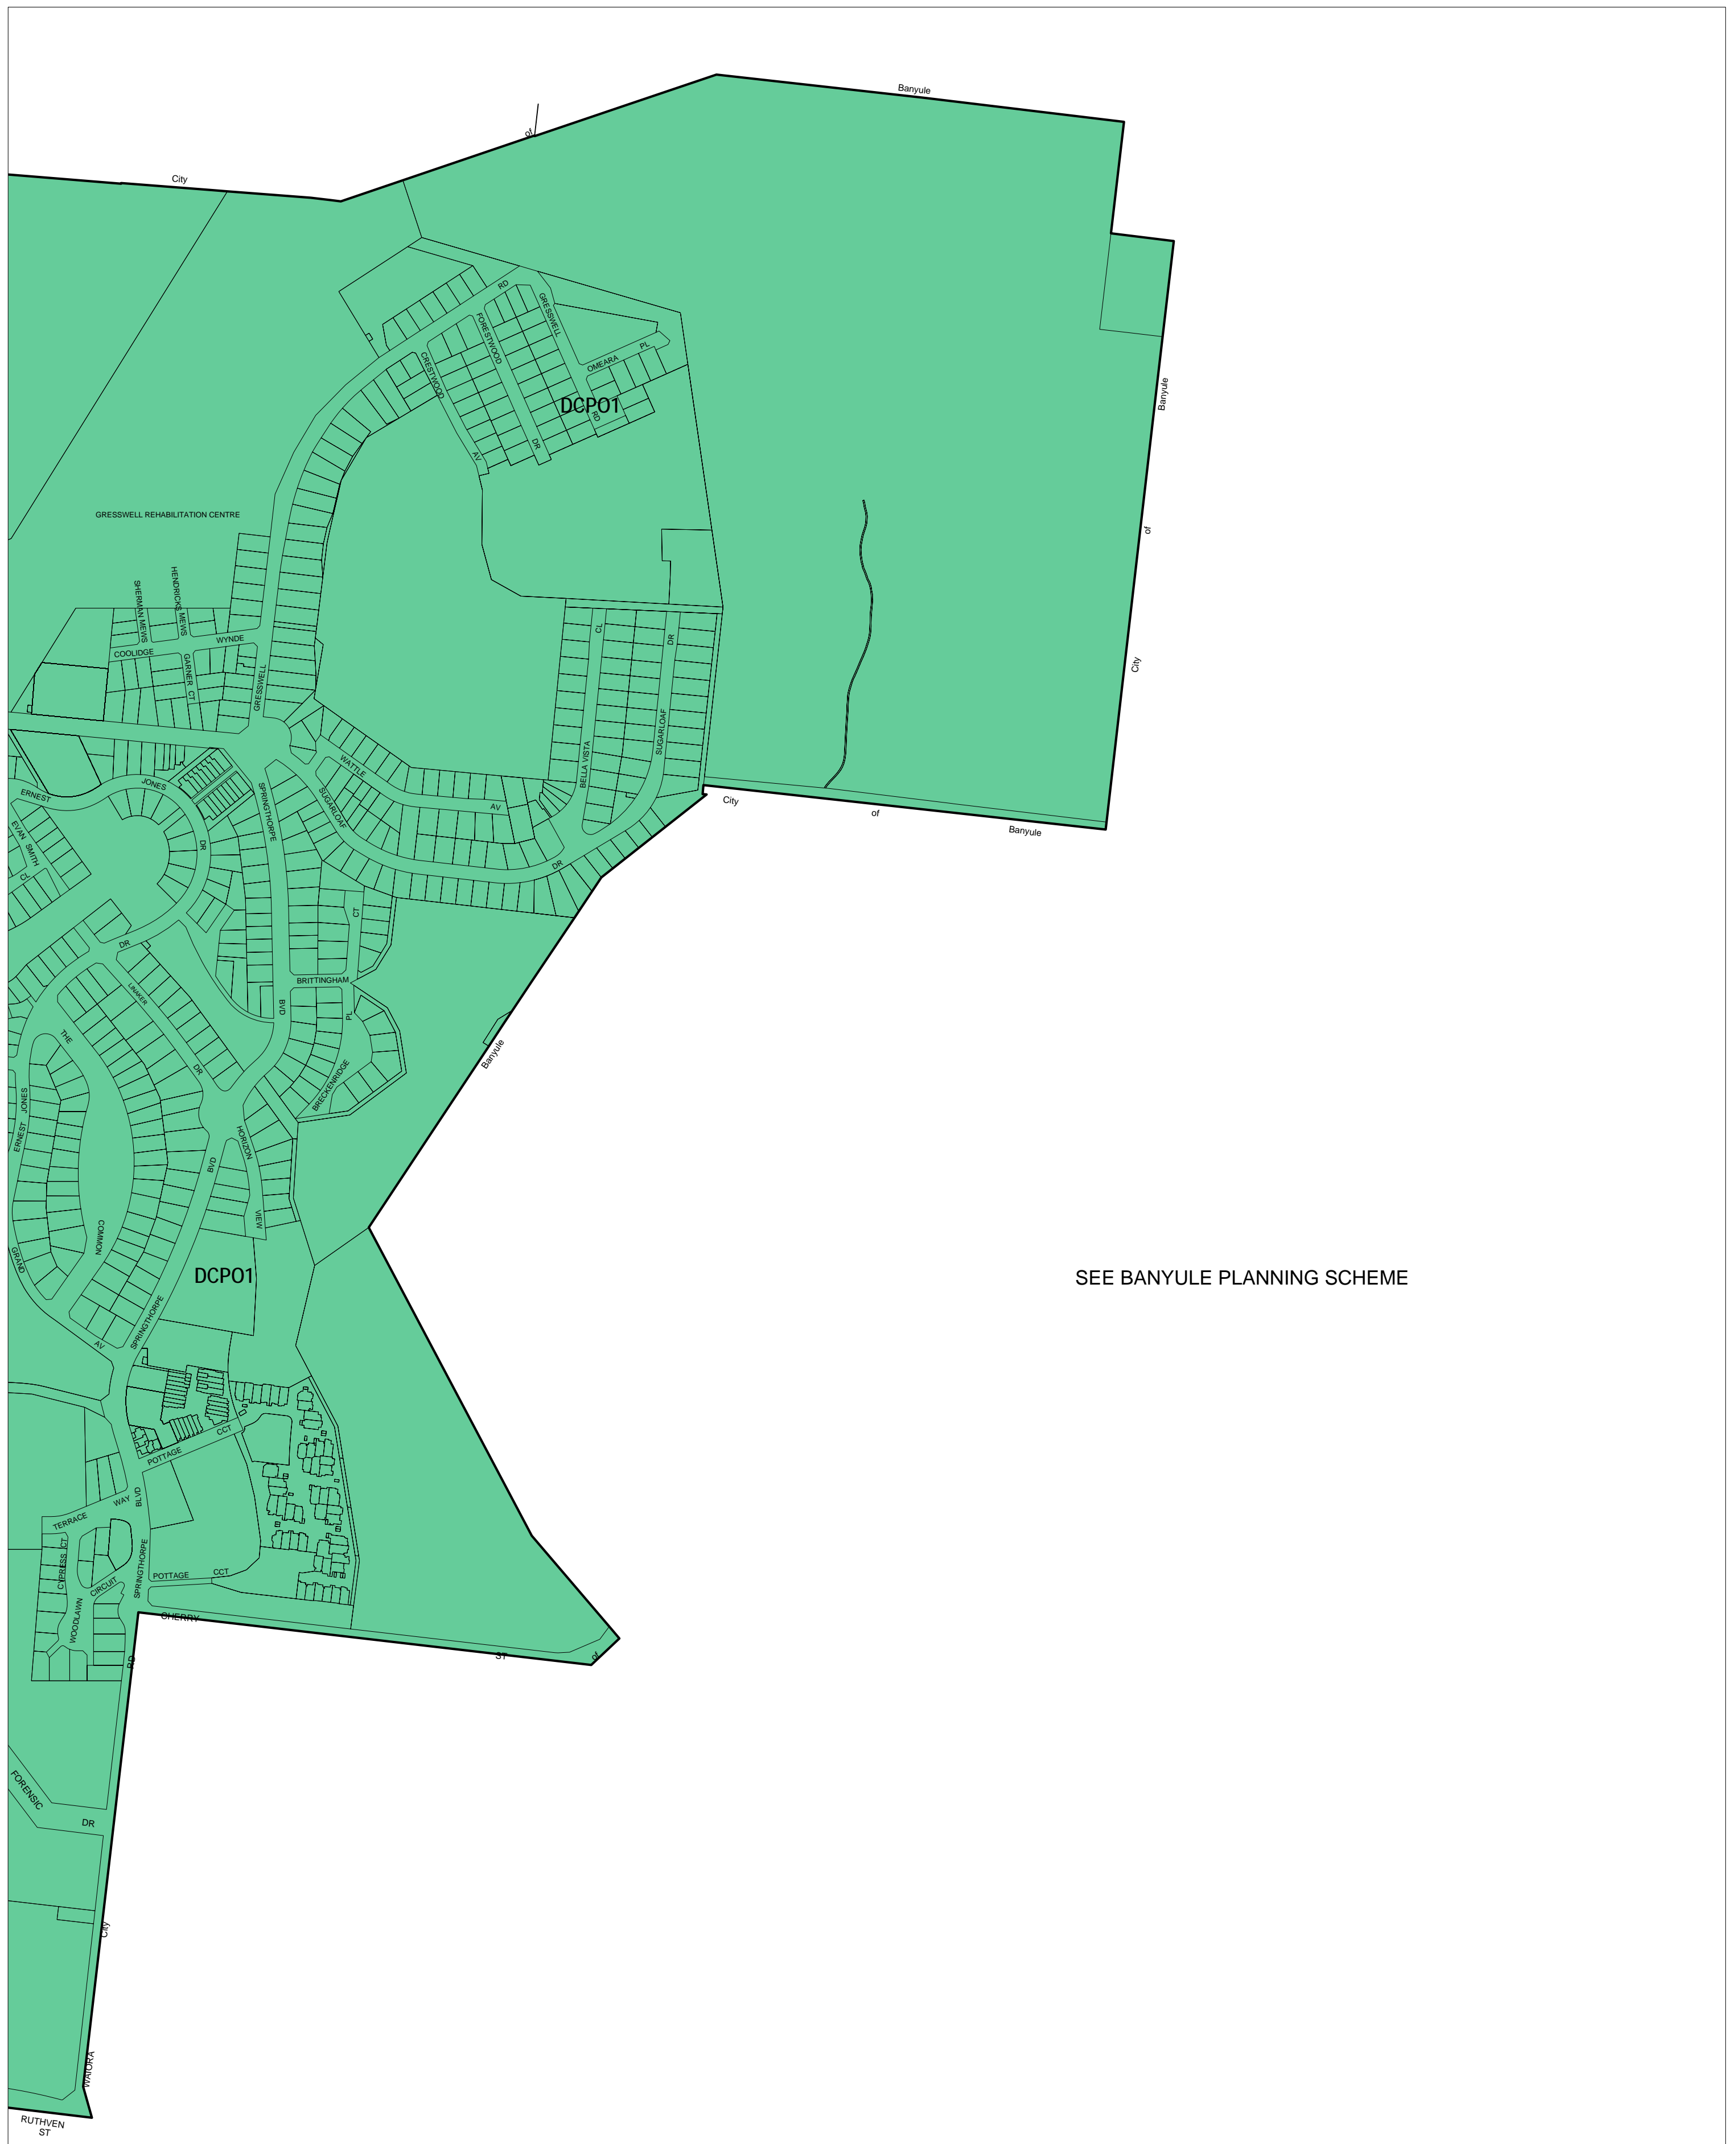 Banyule
of
City
Banyule
of
City
RD
GRESSWELL
FORESTWOOD
CRESTWOOD
OMEARA PL
DCPO1
RD
DR
AV
GRESSWELL REHABILITATION CENTRE
SHERMAN MEWS
HENDRICKS MEWS
WYNDE
COOLIDGE
GARNER CT
GRESSWELL
CL
DR
BELLA VISTA
SUGARLOAF
WATTLE
AV
JONES
ERNEST
SPRINGTHORPE
SUGARLOAF
City
of
Banyule
EVAN SMITH
CL
DR
DR
CT
DR
BRITTINGHAM
LINAKER
BVD
PL
THE
DR
Banyule
BRECKENRIDGE
ERNEST JONES
HORIZON
BVD
VIEW
COMMON
GRAND
DCPO1
SEE BANYULE PLANNING SCHEME
SPRINGTHORPE
AV
POTTAGE CCT
BLVD
TERRACE WAY
CYPRESS CT
SPRINGTHORPE
POTTAGE CCT
CIRCUIT
WOODLAWN
CHERRY
ST
of
RD
FORENSIC
DR
City
WAIORA
RUTHVEN
ST